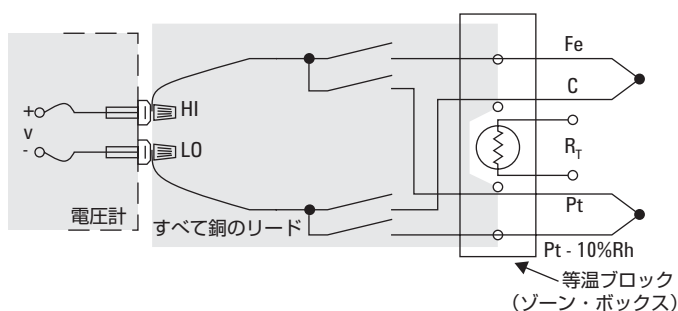 Fe
C
+
HI
v
-
LO
R_T
電圧計
すべて銅のリード
Pt
Pt - 10%Rh
等温ブロック
（ゾーン・ボックス）